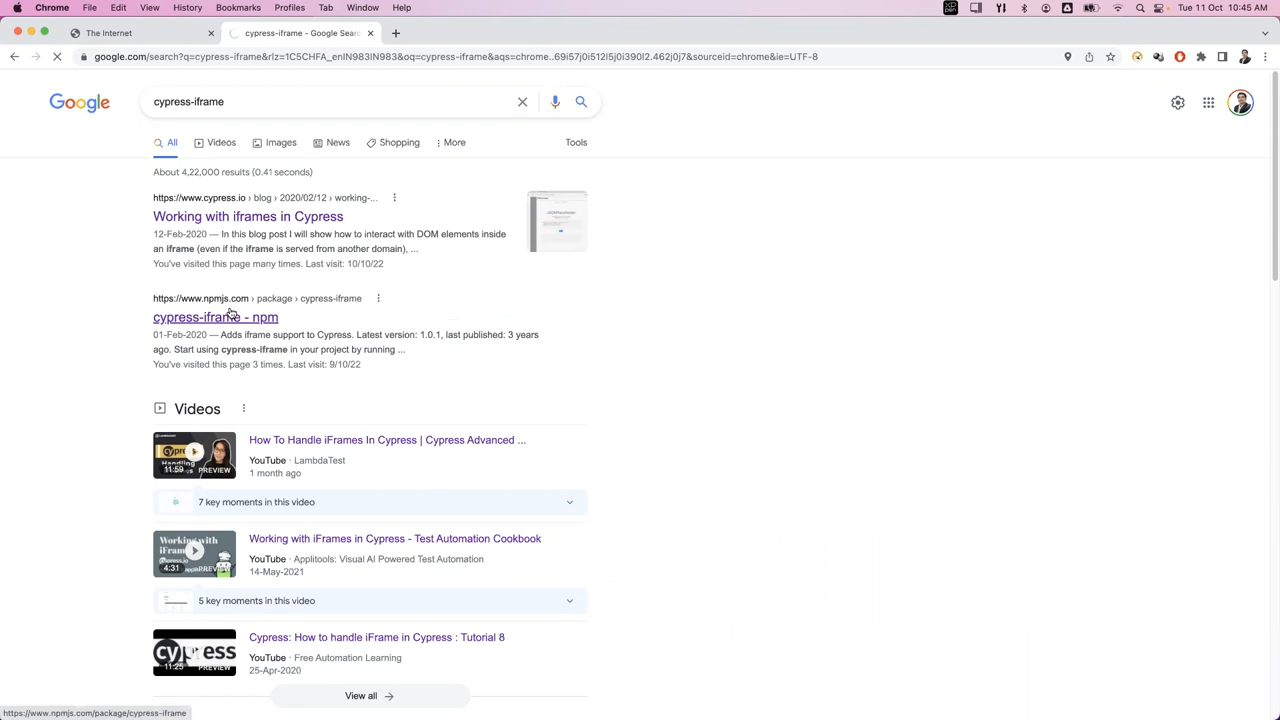 Chrome File Edit View History Bookmarks Profiles Tab Window Help Tue 11 Oct 10:45 AM
The Internet × cypress-iframe - Google Sear × +
google.com/search?q=cypress-iframe&rlz=1C5CHFA_enIN983IN983&oq=cypress-iframe&aqs=chrome..69i57j0i512l5j0i390l2.462j0j7&sourceid=chrome&ie=UTF-8
Google cypress-iframe
All Videos Images News Shopping More Tools
About 4,22,000 results (0.41 seconds)
https://www.cypress.io › blog › 2020/02/12 › working-...
Working with iframes in Cypress
12-Feb-2020 — In this blog post I will show how to interact with DOM elements inside
an iframe (even if the iframe is served from another domain), ...
You've visited this page many times. Last visit: 10/10/22
https://www.npmjs.com › package › cypress-iframe
cypress-iframe - npm
01-Feb-2020 — Adds iframe support to Cypress. Latest version: 1.0.1, last published: 3 years
ago. Start using cypress-iframe in your project by running ...
You've visited this page 3 times. Last visit: 9/10/22
Videos
How To Handle iFrames In Cypress | Cypress Advanced ...
YouTube · LambdaTest
11:59 PREVIEW
1 month ago
7 key moments in this video
Working with iFrames in Cypress - Test Automation Cookbook
Working with
YouTube · Applitools: Visual AI Powered Test Automation
4:31 PREVIEW
14-May-2021
5 key moments in this video
Cypress: How to handle iFrame in Cypress : Tutorial 8
cypress
YouTube · Free Automation Learning
11:25 PREVIEW
25-Apr-2020
View all →
https://www.npmjs.com/package/cypress-iframe